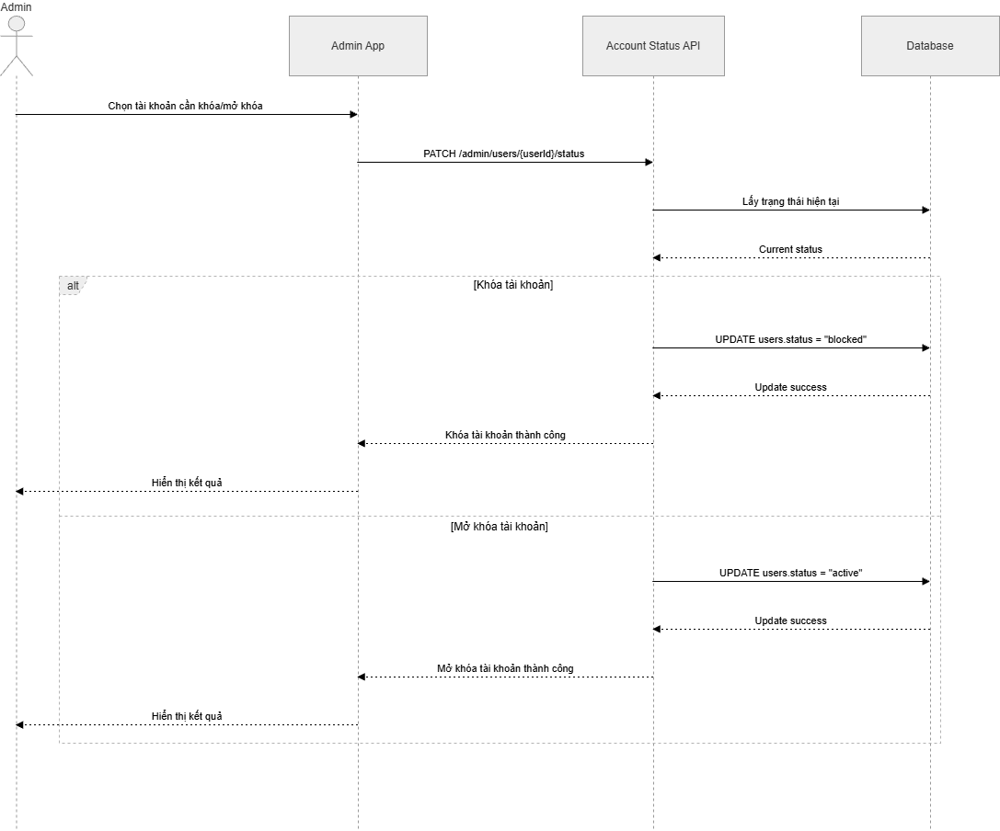 Admin
Admin App
Account Status API
Database
Chọn tài khoản cần khóa/mở khóa
PATCH /admin/users/{userId}/status
Lấy trạng thái hiện tại
Current status
alt
[Khóa tài khoản]
UPDATE users.status = "blocked"
Update success
Khóa tài khoản thành công
Hiển thị kết quả
[Mở khóa tài khoản]
UPDATE users.status = "active"
Update success
Mở khóa tài khoản thành công
Hiển thị kết quả